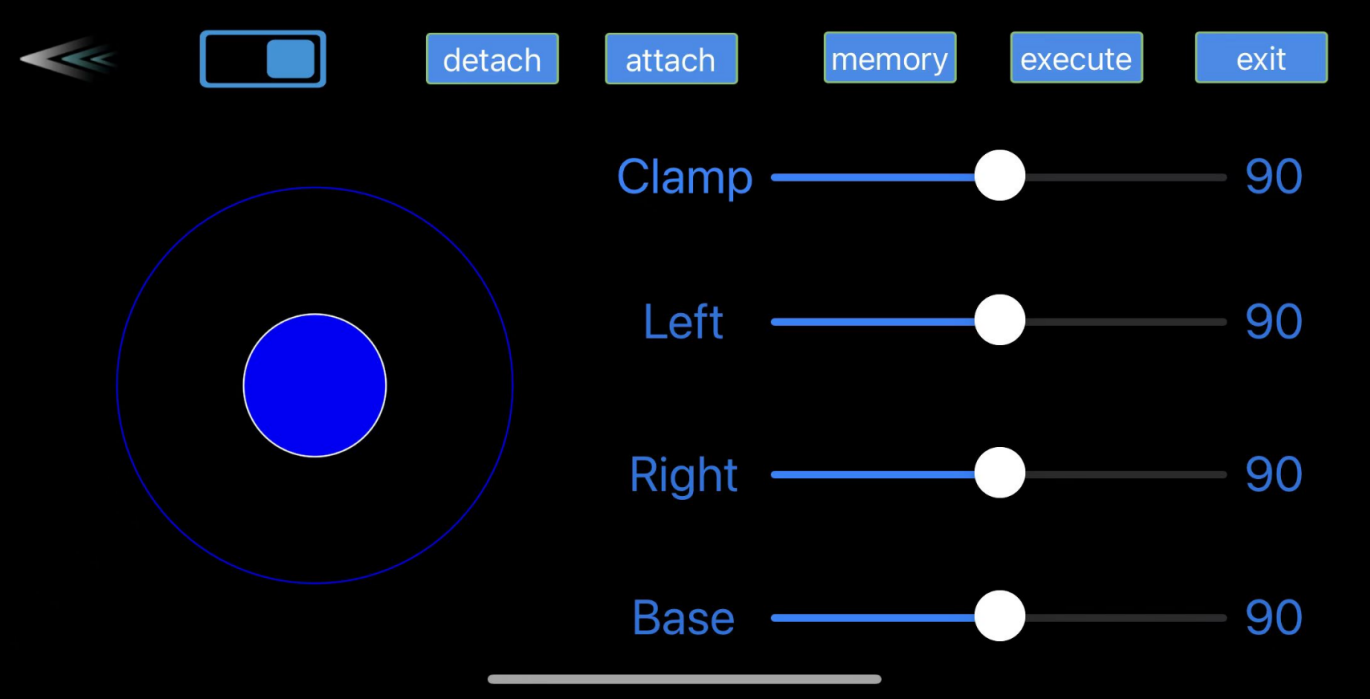 detach attach memory execute exit
Clamp 90
Left 90
Right 90
Base 90